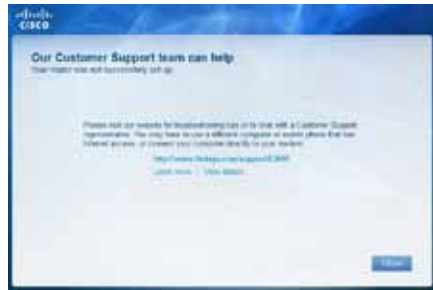 CISCO
Our Customer Support team can help
Your router was not successfully set up.
Please visit our website for troubleshooting tips or to chat with a Customer Support
representative. You may have to use a different computer or mobile phone that has
Internet access, or connect your computer directly to your modem.
Learn more | View details
Close